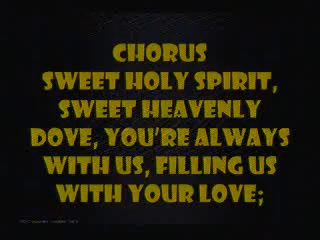 CHORUS
SWEET HOLY SPIRIT,
SWEET HEAVENLY
DOVE, YOU'RE ALWAYS
WITH US, FILLING US
WITH YOUR LOVE;